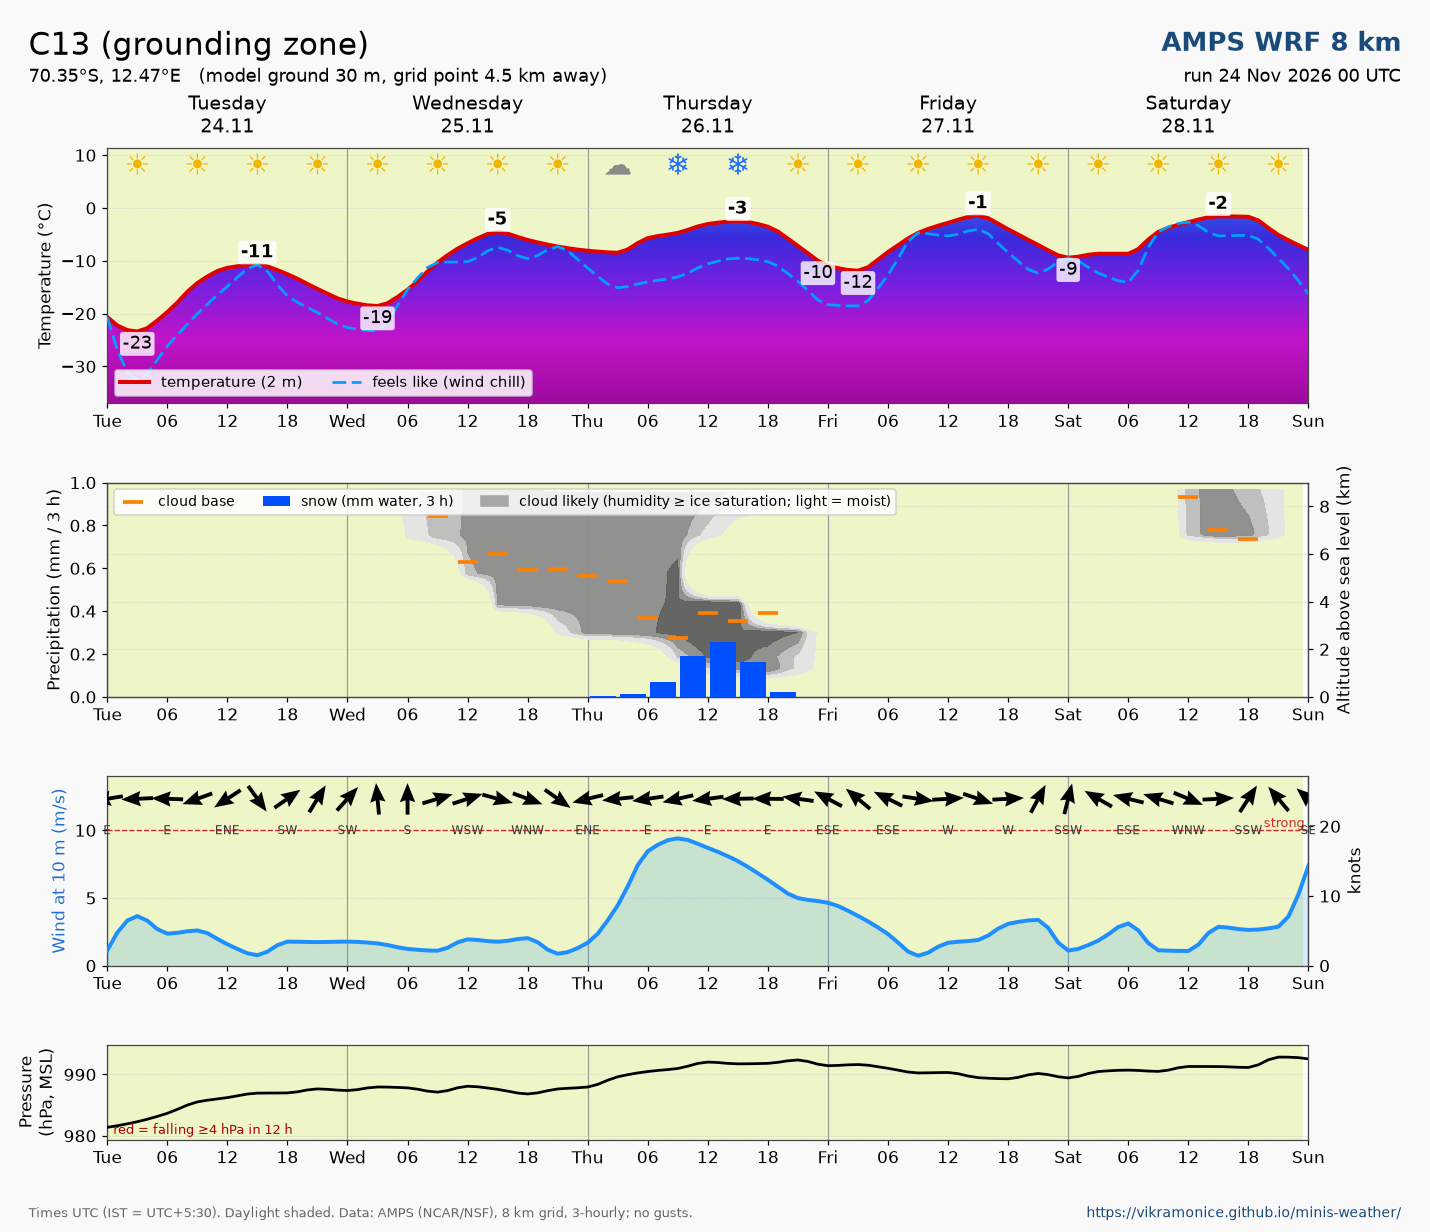 C13 (grounding zone)
AMPS WRF 8 km
70.35°S, 12.47°E (model ground 30 m, grid point 4.5 km away)
run 24 Nov 2026 00 UTC
Tuesday Wednesday Thursday Friday Saturday
24.11 25.11 26.11 27.11 28.11
Temperature (°C)
10
0
−10
−20
−30
-23 -11 -19 -5 -3 -10 -12 -1 -9 -2
temperature (2 m) feels like (wind chill)
Tue 06 12 18 Wed 06 12 18 Thu 06 12 18 Fri 06 12 18 Sat 06 12 18 Sun
Precipitation (mm / 3 h)
1.0
0.8
0.6
0.4
0.2
0.0
cloud base snow (mm water, 3 h) cloud likely (humidity ≥ ice saturation; light = moist)
8
6
4
2
0
Altitude above sea level (km)
Tue 06 12 18 Wed 06 12 18 Thu 06 12 18 Fri 06 12 18 Sat 06 12 18 Sun
Wind at 10 m (m/s)
10
5
0
E E ENE SW SW S WSW WNW ENE E E E ESE ESE W W SSW ESE WNW SSW SE
strong
20
10
0
knots
Tue 06 12 18 Wed 06 12 18 Thu 06 12 18 Fri 06 12 18 Sat 06 12 18 Sun
Pressure
(hPa, MSL)
990
980
red = falling ≥4 hPa in 12 h
Tue 06 12 18 Wed 06 12 18 Thu 06 12 18 Fri 06 12 18 Sat 06 12 18 Sun
Times UTC (IST = UTC+5:30). Daylight shaded. Data: AMPS (NCAR/NSF), 8 km grid, 3-hourly; no gusts.
https://vikramonice.github.io/minis-weather/